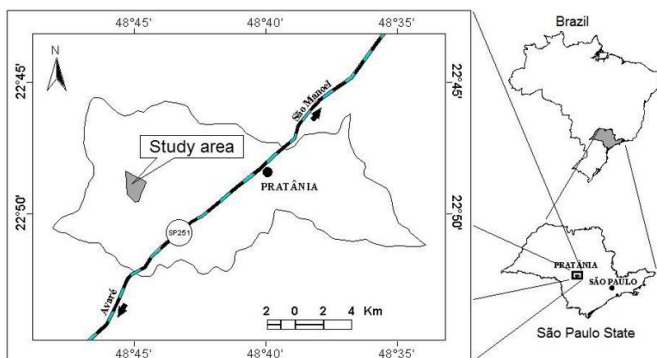 48°45'
48°40'
48°35'
Brazil
N
22°45'
22°45'
São Manoel
Study area
PRATÂNIA
22°50'
22°50'
SP251
PRATÂNIA
SÃO PAULO
Avaré
2 0 2 4 Km
48°45'
48°40'
48°35'
São Paulo State